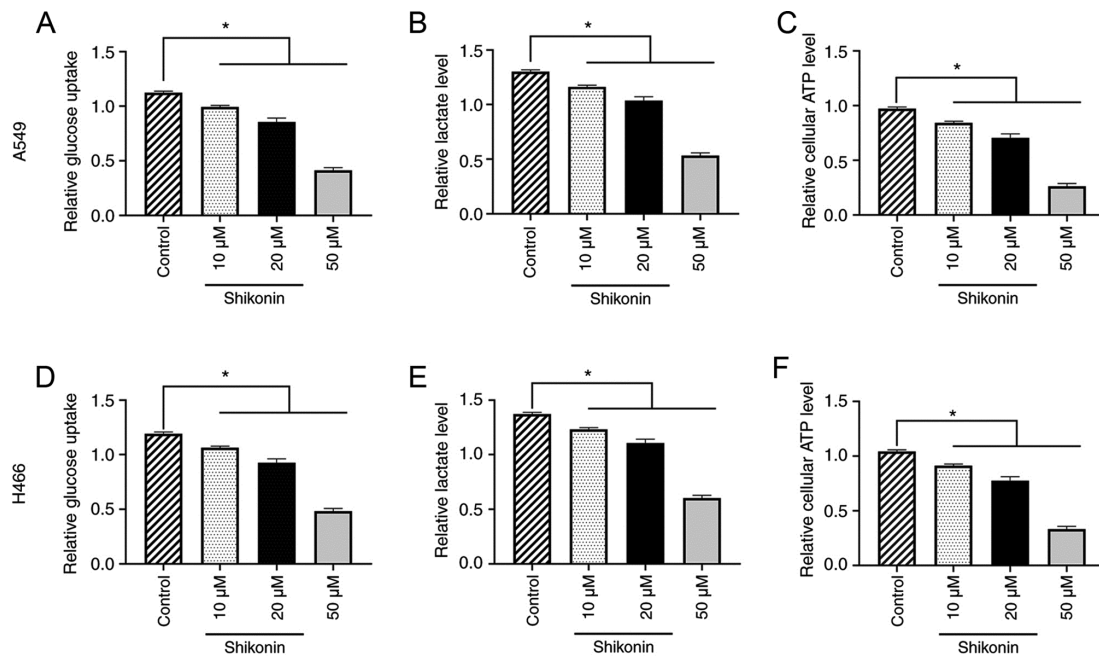 A
*
Relative glucose uptake
1.5
1.0
0.5
0.0
Control
10 μM
20 μM
50 μM
Shikonin
B
*
Relative lactate level
1.5
1.0
0.5
0.0
Control
10 μM
20 μM
50 μM
Shikonin
C
*
Relative cellular ATP level
1.5
1.0
0.5
0.0
Control
10 μM
20 μM
50 μM
Shikonin
A549
D
*
Relative glucose uptake
1.5
1.0
0.5
0.0
Control
10 μM
20 μM
50 μM
Shikonin
E
*
Relative lactate level
1.5
1.0
0.5
0.0
Control
10 μM
20 μM
50 μM
Shikonin
F
*
Relative cellular ATP level
1.5
1.0
0.5
0.0
Control
10 μM
20 μM
50 μM
Shikonin
H466